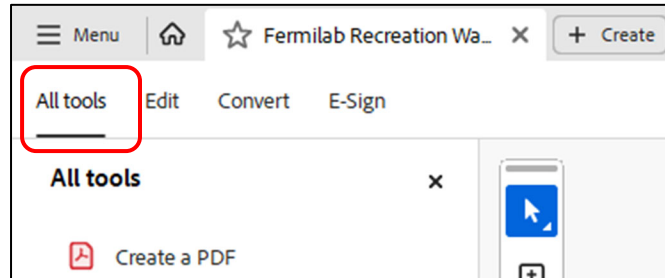 Menu Fermilab Recreation Wa... Create
All tools Edit Convert E-Sign
All tools
Create a PDF